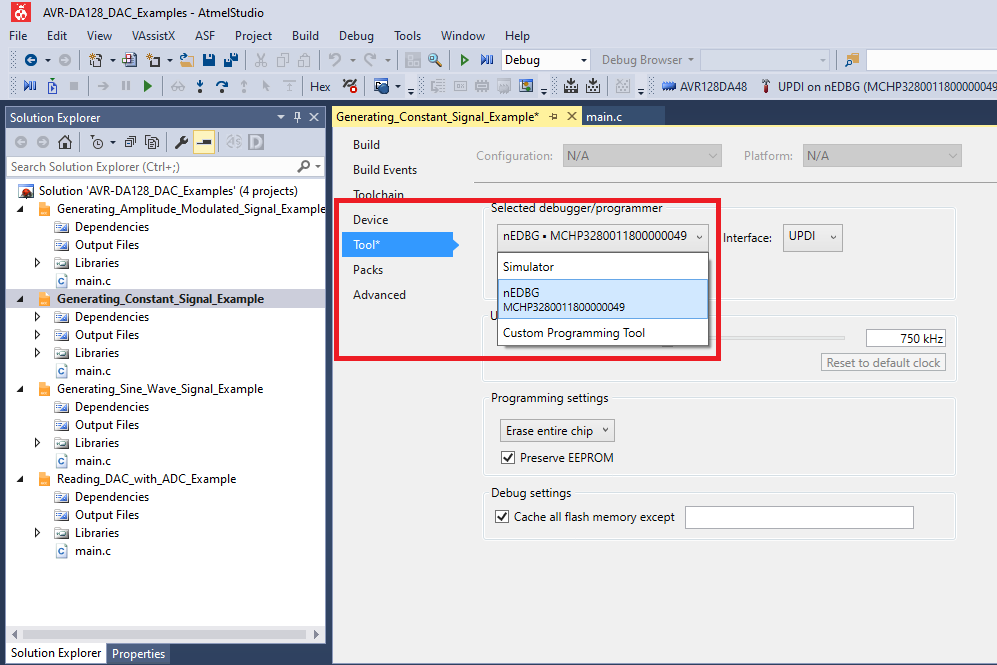 AVR-DA128_DAC_Examples - AtmelStudio
File Edit View VAssistX ASF Project Build Debug Tools Window Help
Debug Debug Browser
Hex AVR128DA48 UPDI on nEDBG (MCHP3280011800000049
Solution Explorer
Search Solution Explorer (Ctrl+;)
Solution 'AVR-DA128_DAC_Examples' (4 projects)
Generating_Amplitude_Modulated_Signal_Example
Dependencies
Output Files
Libraries
main.c
Generating_Constant_Signal_Example
Dependencies
Output Files
Libraries
main.c
Generating_Sine_Wave_Signal_Example
Dependencies
Output Files
Libraries
main.c
Reading_DAC_with_ADC_Example
Dependencies
Output Files
Libraries
main.c
Solution Explorer Properties
Generating_Constant_Signal_Example* main.c
Build
Build Events
Toolchain
Device
Tool*
Packs
Advanced
Configuration: N/A Platform: N/A
Selected debugger/programmer
nEDBG • MCHP3280011800000049 Interface: UPDI
Simulator
nEDBG
MCHP3280011800000049
Custom Programming Tool
750 kHz
Reset to default clock
Programming settings
Erase entire chip
Preserve EEPROM
Debug settings
Cache all flash memory except